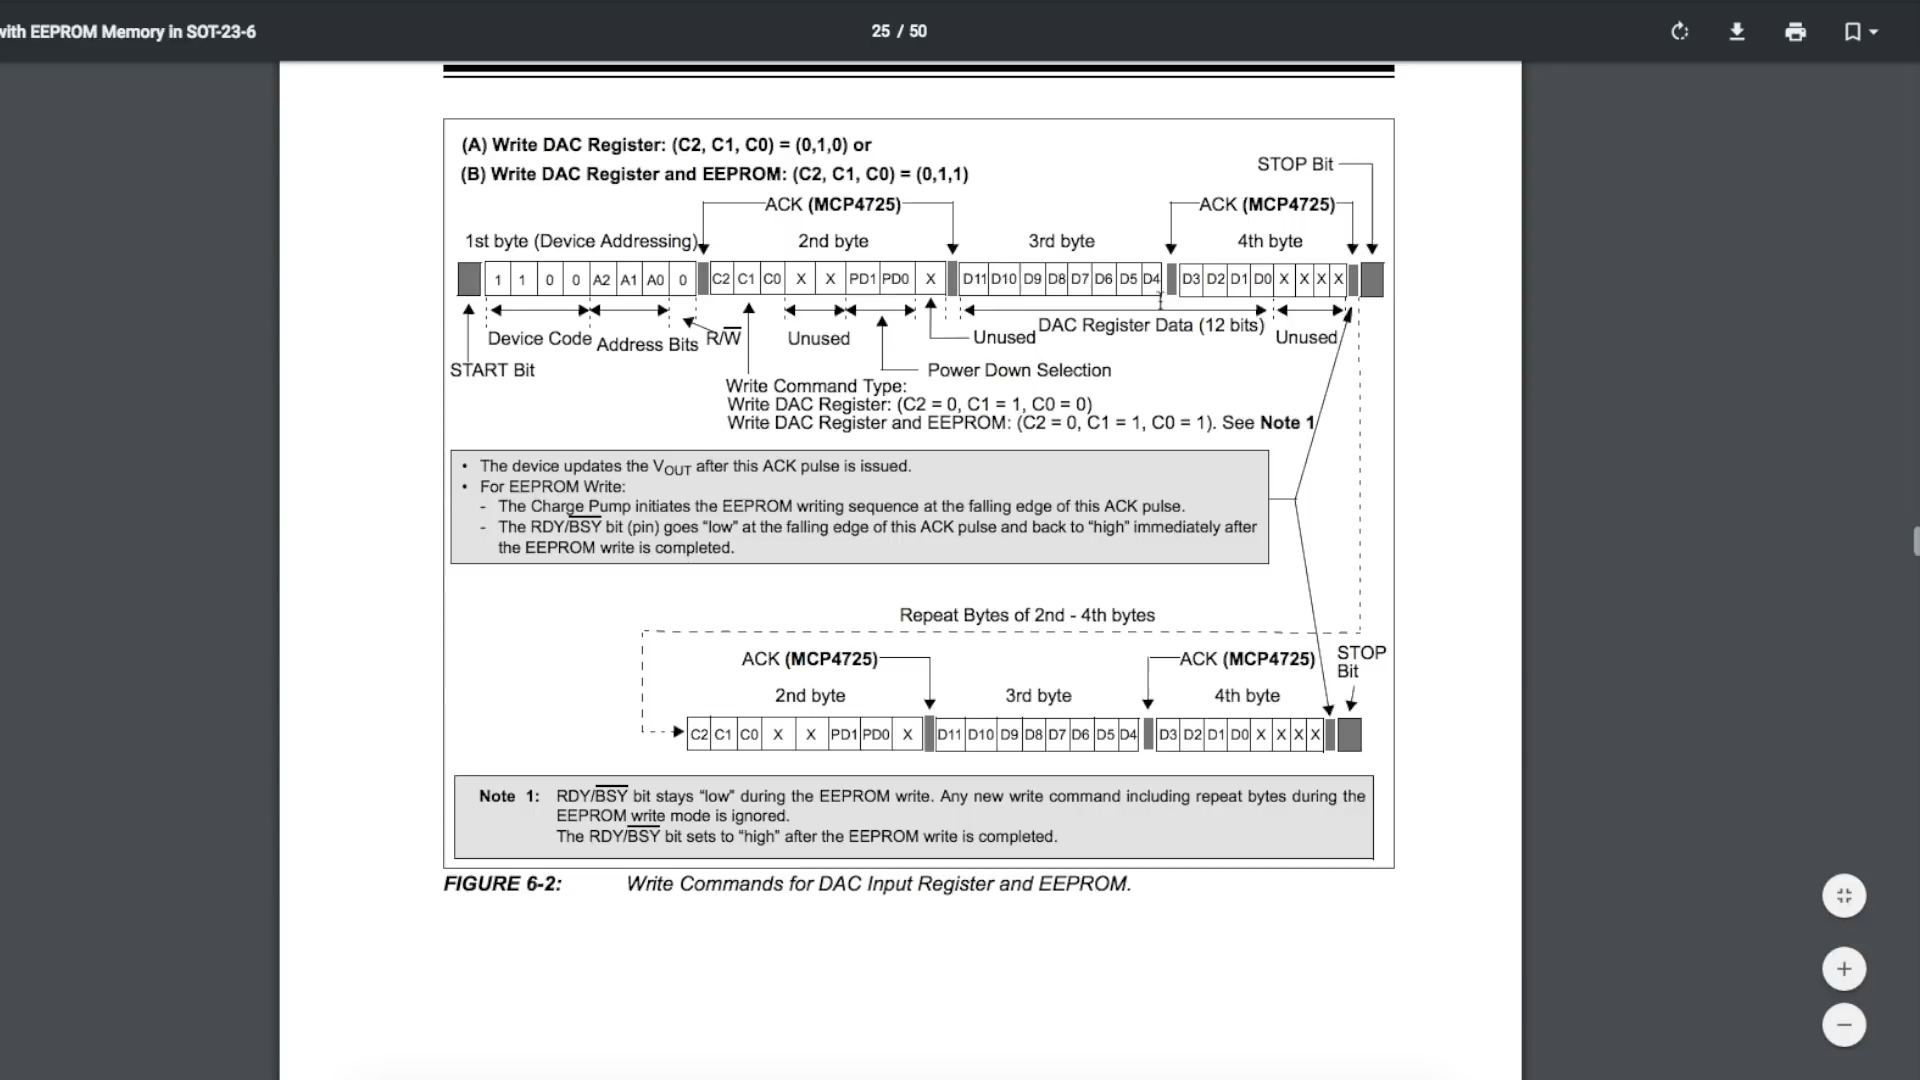 with EEPROM Memory in SOT-23-6
25 / 50
(A) Write DAC Register: (C2, C1, C0) = (0,1,0) or
(B) Write DAC Register and EEPROM: (C2, C1, C0) = (0,1,1)
STOP Bit
ACK (MCP4725)
ACK (MCP4725)
1st byte (Device Addressing)
2nd byte
3rd byte
4th byte
1 1 0 0 A2 A1 A0 0 C2 C1 C0 X X PD1 PD0 X D11 D10 D9 D8 D7 D6 D5 D4 D3 D2 D1 D0 X X X X
Device Code
Address Bits
R/W
Unused
Unused
DAC Register Data (12 bits)
Unused
START Bit
Power Down Selection
Write Command Type:
Write DAC Register: (C2 = 0, C1 = 1, C0 = 0)
Write DAC Register and EEPROM: (C2 = 0, C1 = 1, C0 = 1). See Note 1
• The device updates the VOUT after this ACK pulse is issued.
• For EEPROM Write:
- The Charge Pump initiates the EEPROM writing sequence at the falling edge of this ACK pulse.
- The RDY/BSY bit (pin) goes “low” at the falling edge of this ACK pulse and back to “high” immediately after
the EEPROM write is completed.
Repeat Bytes of 2nd - 4th bytes
ACK (MCP4725)
ACK (MCP4725)
STOP
Bit
2nd byte
3rd byte
4th byte
C2 C1 C0 X X PD1 PD0 X D11 D10 D9 D8 D7 D6 D5 D4 D3 D2 D1 D0 X X X X
Note 1: RDY/BSY bit stays “low” during the EEPROM write. Any new write command including repeat bytes during the
EEPROM write mode is ignored.
The RDY/BSY bit sets to “high” after the EEPROM write is completed.
FIGURE 6-2: Write Commands for DAC Input Register and EEPROM.